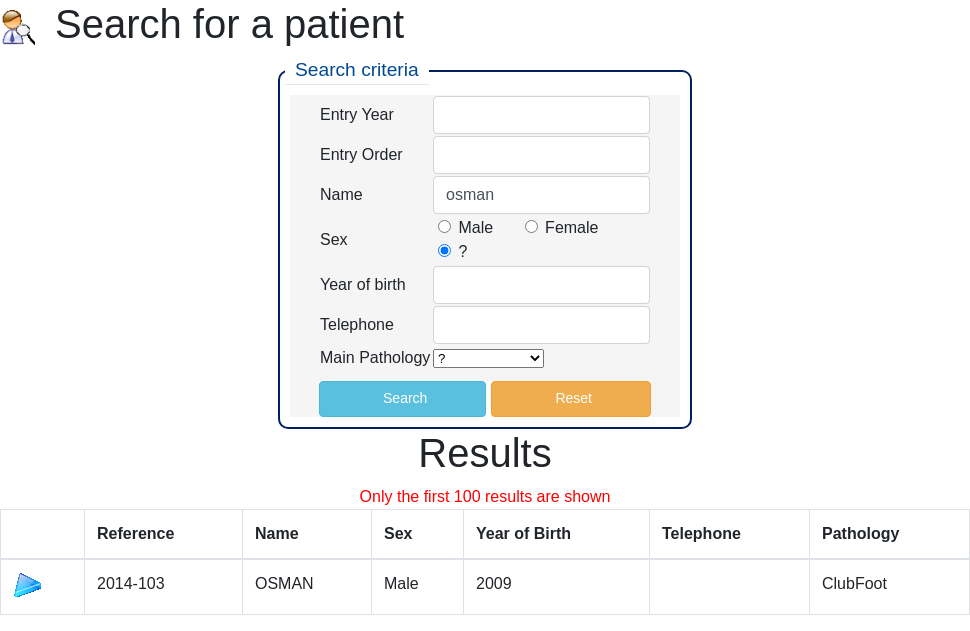 Search for a patient
Search criteria
Entry Year
Entry Order
Name osman
Sex Male Female
?
Year of birth
Telephone
Main Pathology ?
Search Reset
Results
Only the first 100 results are shown
Reference Name Sex Year of Birth Telephone Pathology
2014-103 OSMAN Male 2009 ClubFoot